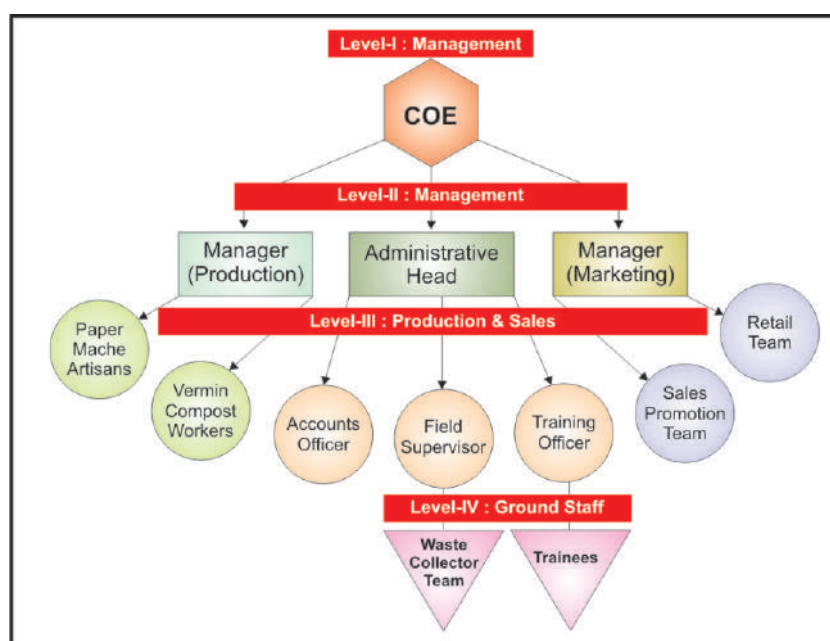 Level-I : Management
COE
Level-II : Management
Manager
(Production)
Administrative
Head
Manager
(Marketing)
Level-III : Production & Sales
Paper
Mache
Artisans
Vermin
Compost
Workers
Accounts
Officer
Field
Supervisor
Training
Officer
Sales
Promotion
Team
Retail
Team
Level-IV : Ground Staff
Waste
Collector
Team
Trainees